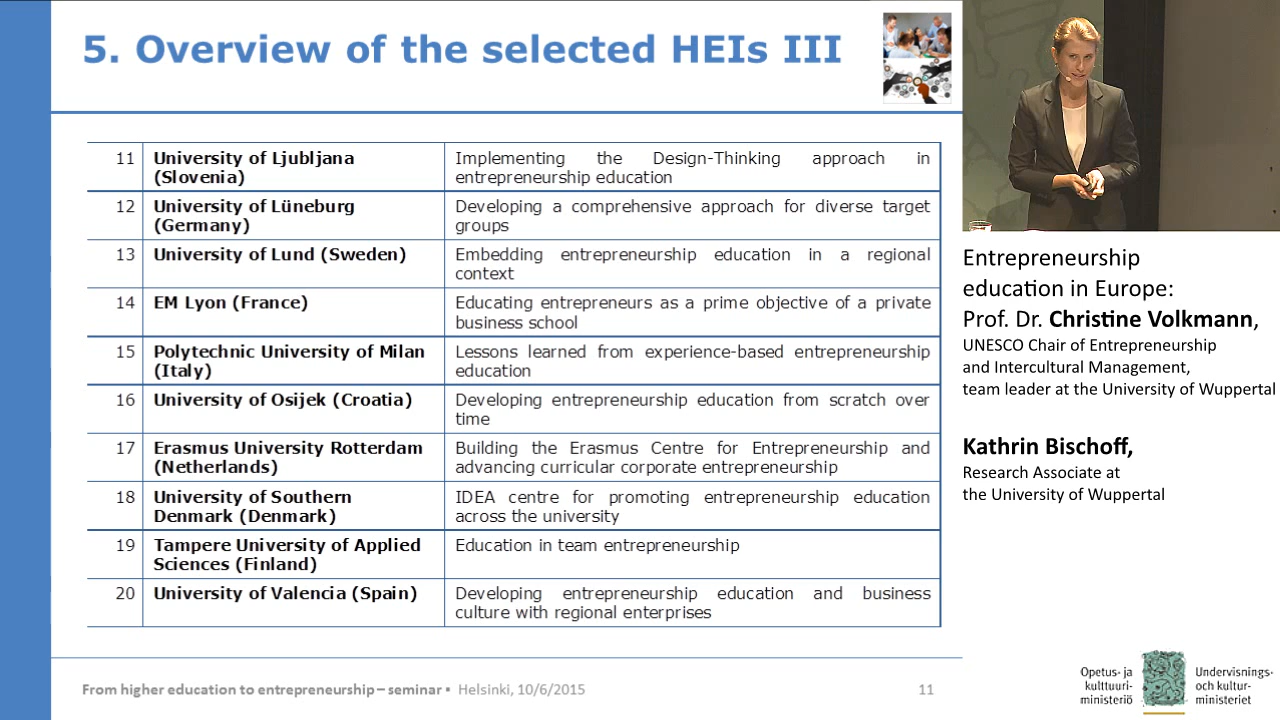 5. Overview of the selected HEIs III
11 University of Ljubljana Implementing the Design-Thinking approach in
(Slovenia) entrepreneurship education
12 University of Lüneburg Developing a comprehensive approach for diverse target
(Germany) groups
13 University of Lund (Sweden) Embedding entrepreneurship education in a regional
context
14 EM Lyon (France) Educating entrepreneurs as a prime objective of a private
business school
15 Polytechnic University of Milan Lessons learned from experience-based entrepreneurship
(Italy) education
16 University of Osijek (Croatia) Developing entrepreneurship education from scratch over
time
17 Erasmus University Rotterdam Building the Erasmus Centre for Entrepreneurship and
(Netherlands) advancing curricular corporate entrepreneurship
18 University of Southern IDEA centre for promoting entrepreneurship education
Denmark (Denmark) across the university
19 Tampere University of Applied Education in team entrepreneurship
Sciences (Finland)
20 University of Valencia (Spain) Developing entrepreneurship education and business
culture with regional enterprises
From higher education to entrepreneurship – seminar • Helsinki, 10/6/2015 11
Entrepreneurship
education in Europe:
Prof. Dr. Christine Volkmann,
UNESCO Chair of Entrepreneurship
and Intercultural Management,
team leader at the University of Wuppertal
Kathrin Bischoff,
Research Associate at
the University of Wuppertal
Opetus- ja
kulttuuri-
ministeriö
Undervisnings-
och kultur-
ministeriet